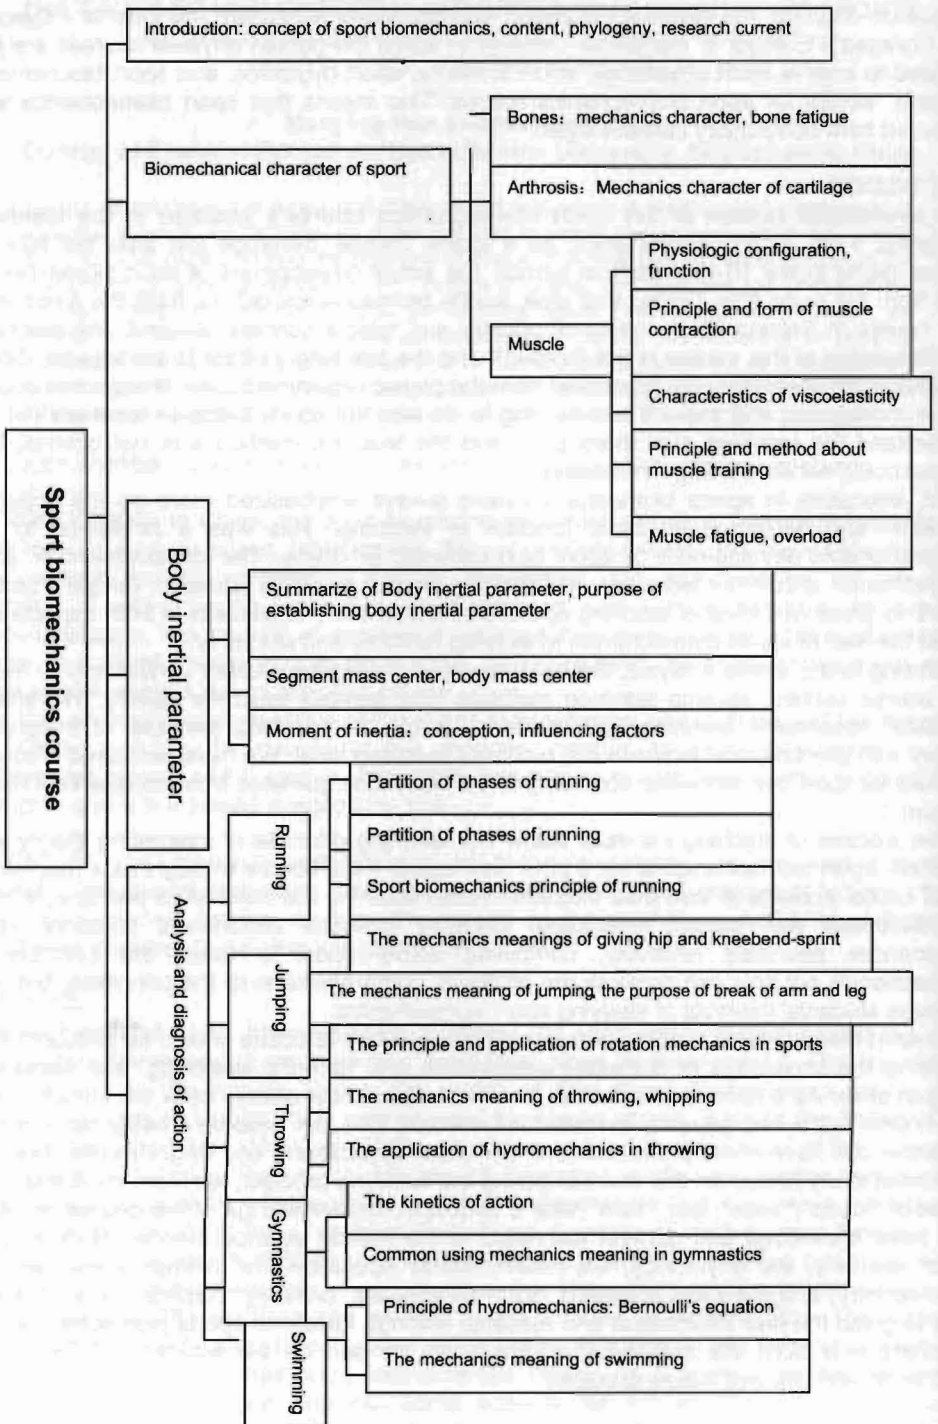 Introduction: concept of sport biomechanics, content, phylogeny, research current
Bones: mechanics character, bone fatigue
Biomechanical character of sport
Arthrosis: Mechanics character of cartilage
Physiologic configuration,
function
Principle and form of muscle
contraction
Muscle
Characteristics of viscoelasticity
Principle and method about
muscle training
Muscle fatigue, overload
Sport biomechanics course
Body inertial parameter
Summarize of Body inertial parameter, purpose of
establishing body inertial parameter
Segment mass center, body mass center
Moment of inertia: conception, influencing factors
Analysis and diagnosis of action
Running
Partition of phases of running
Partition of phases of running
Sport biomechanics principle of running
The mechanics meanings of giving hip and kneebend-sprint
Jumping
The mechanics meaning of jumping, the purpose of break of arm and leg
The principle and application of rotation mechanics in sports
Throwing
The mechanics meaning of throwing, whipping
The application of hydromechanics in throwing
Gymnastics
The kinetics of action
Common using mechanics meaning in gymnastics
Swimming
Principle of hydromechanics: Bernoulli's equation
The mechanics meaning of swimming